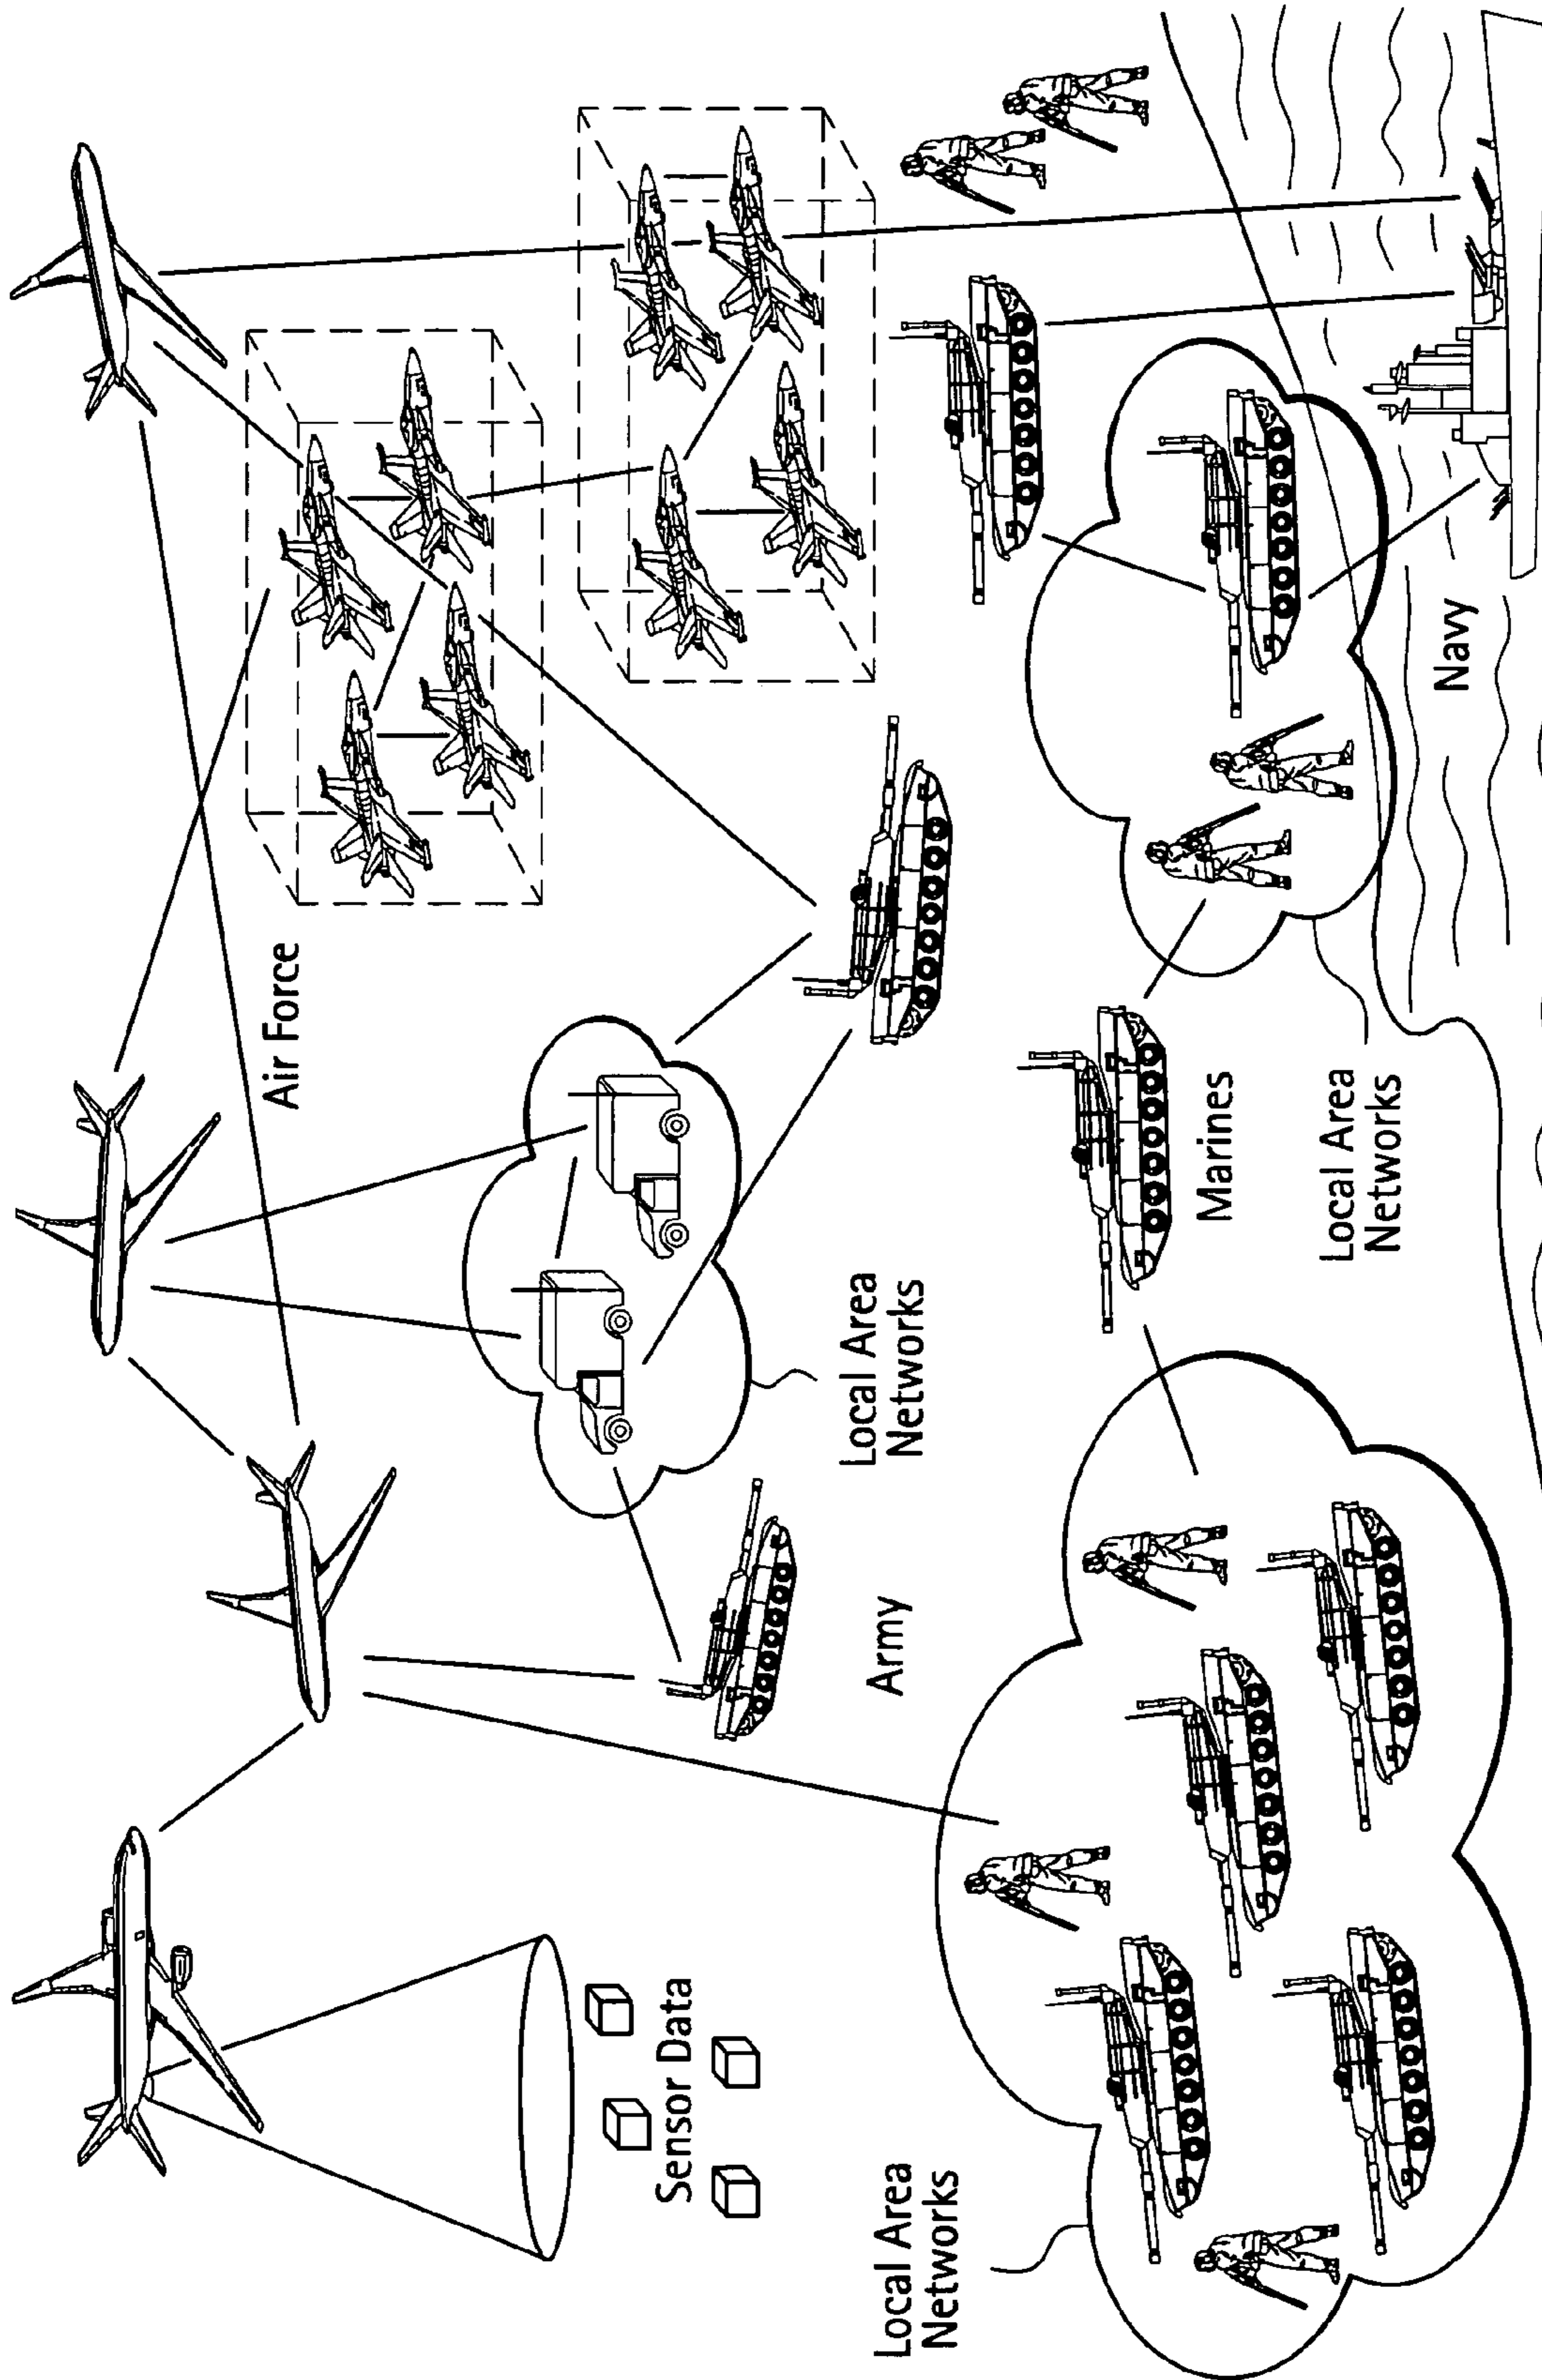 Air Force
Sensor Data
Local Area
Networks
Army
Local Area
Networks
Marines
Local Area
Networks
Navy